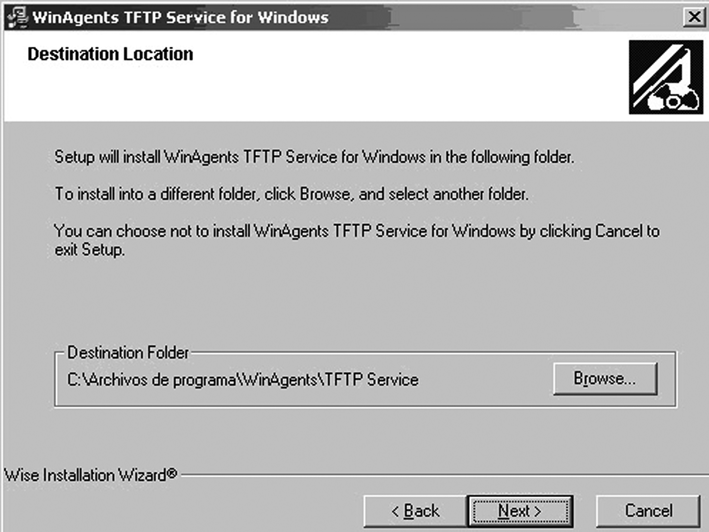 WinAgents TFTP Service for Windows
Destination Location
Setup will install WinAgents TFTP Service for Windows in the following folder.
To install into a different folder, click Browse, and select another folder.
You can choose not to install WinAgents TFTP Service for Windows by clicking Cancel to
exit Setup.
Destination Folder
C:\Archivos de programa\WinAgents\TFTP Service
Browse...
Wise Installation Wizard®
< Back
Next >
Cancel